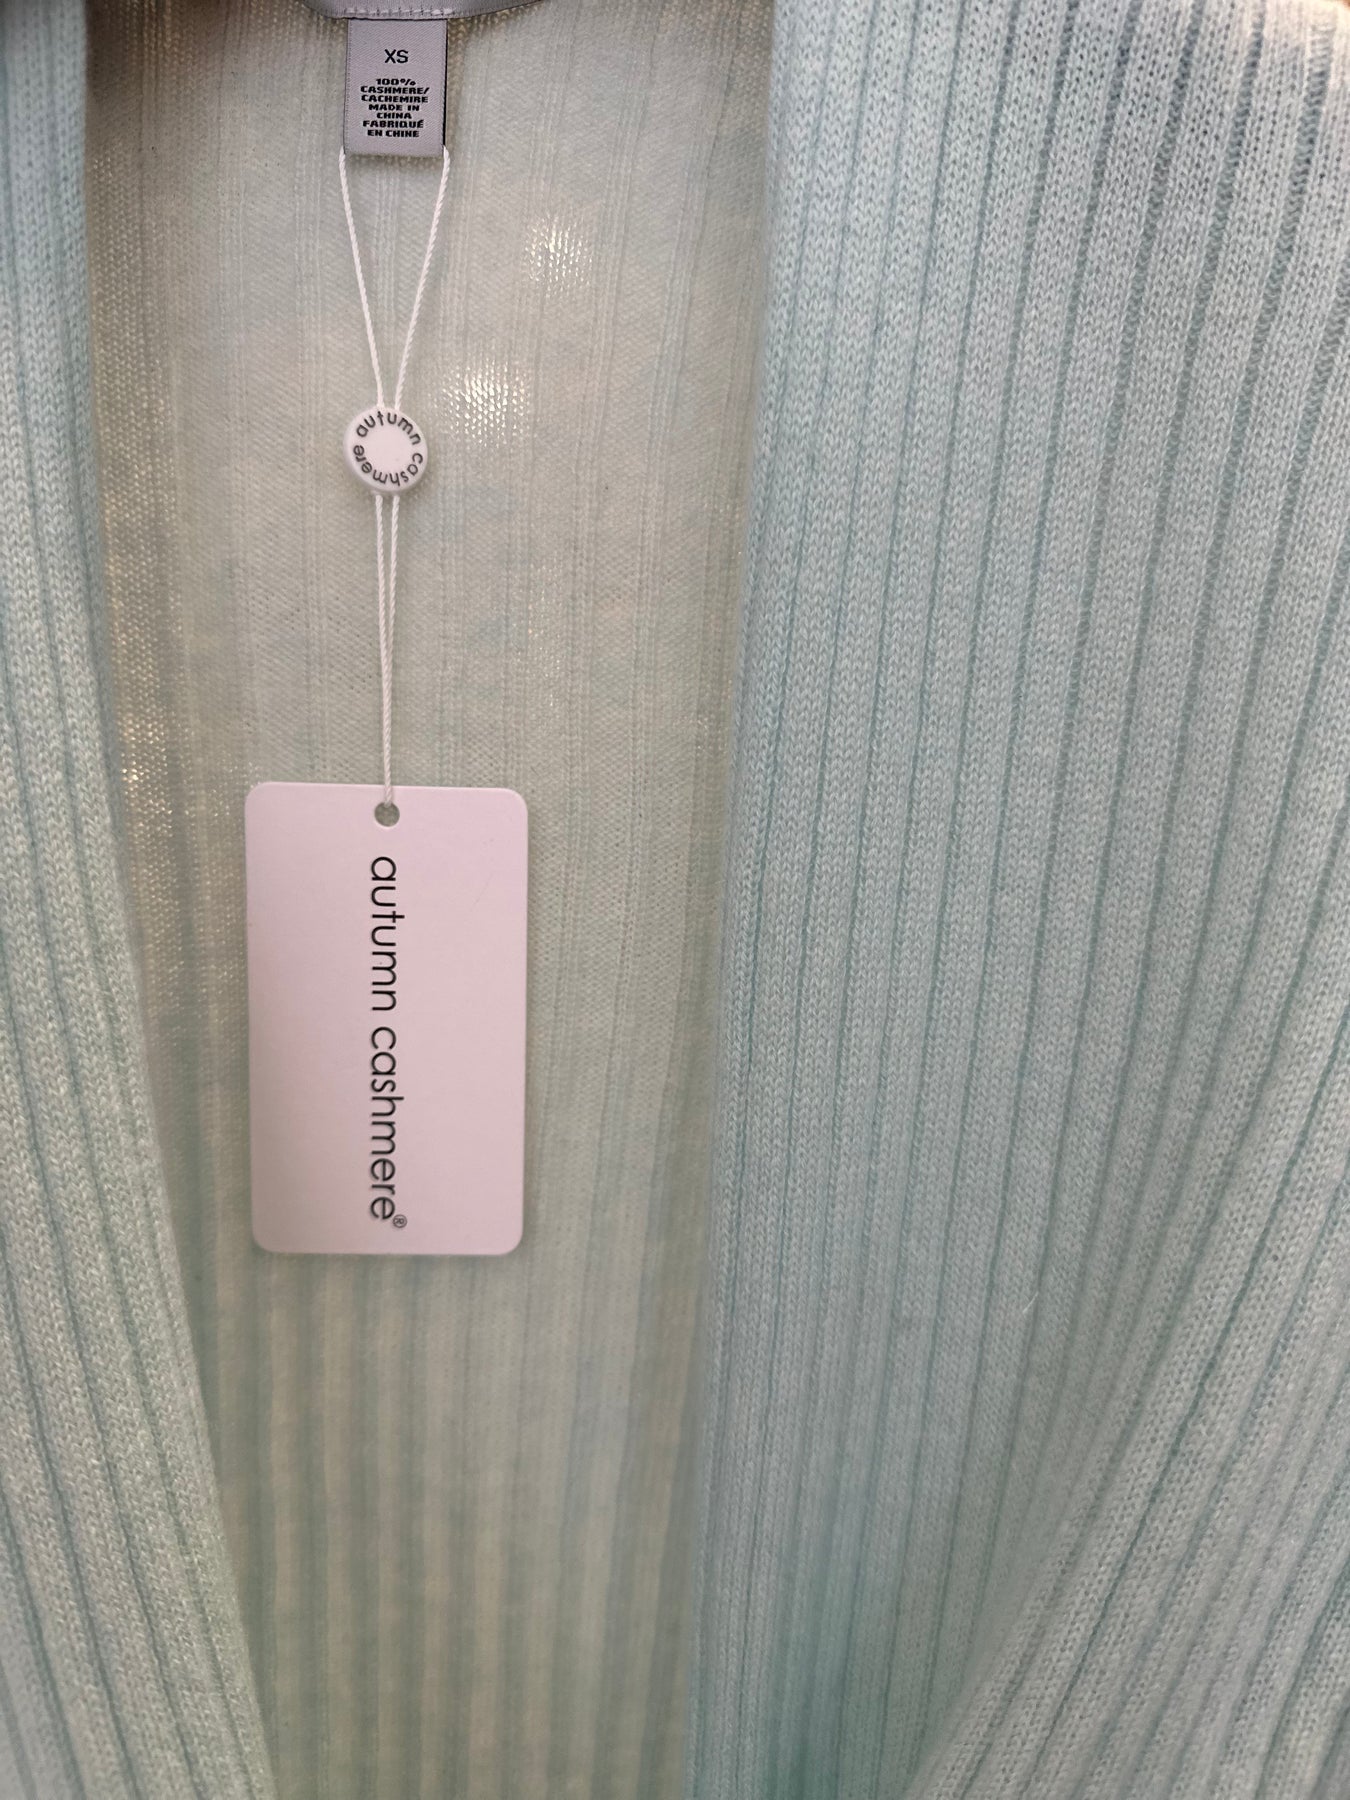 XS
100%
CASHMERE/
CACHEMIRE
MADE IN
CHINA
FABRIQUÉ
EN CHINE
autumn cashmere
autumn cashmere®